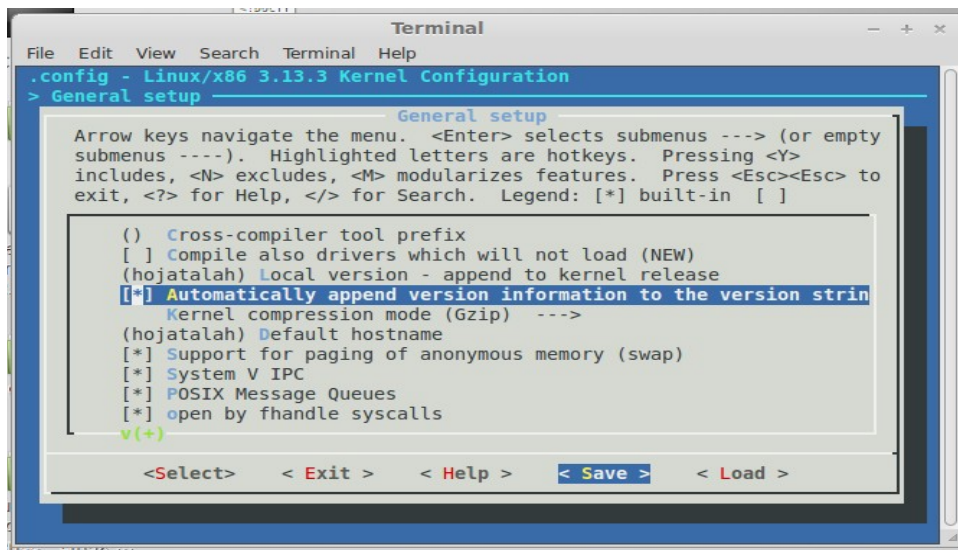 Terminal
File Edit View Search Terminal Help
.config - Linux/x86 3.13.3 Kernel Configuration
> General setup
General setup
Arrow keys navigate the menu. <Enter> selects submenus ---> (or empty
submenus ----). Highlighted letters are hotkeys. Pressing <Y>
includes, <N> excludes, <M> modularizes features. Press <Esc><Esc> to
exit, <?> for Help, </> for Search. Legend: [*] built-in [ ]
() Cross-compiler tool prefix
[ ] Compile also drivers which will not load (NEW)
(hojatalah) Local version - append to kernel release
[*] Automatically append version information to the version strin
Kernel compression mode (Gzip) --->
(hojatalah) Default hostname
[*] Support for paging of anonymous memory (swap)
[*] System V IPC
[*] POSIX Message Queues
[*] open by fhandle syscalls
v(+)
<Select> < Exit > < Help > < Save > < Load >